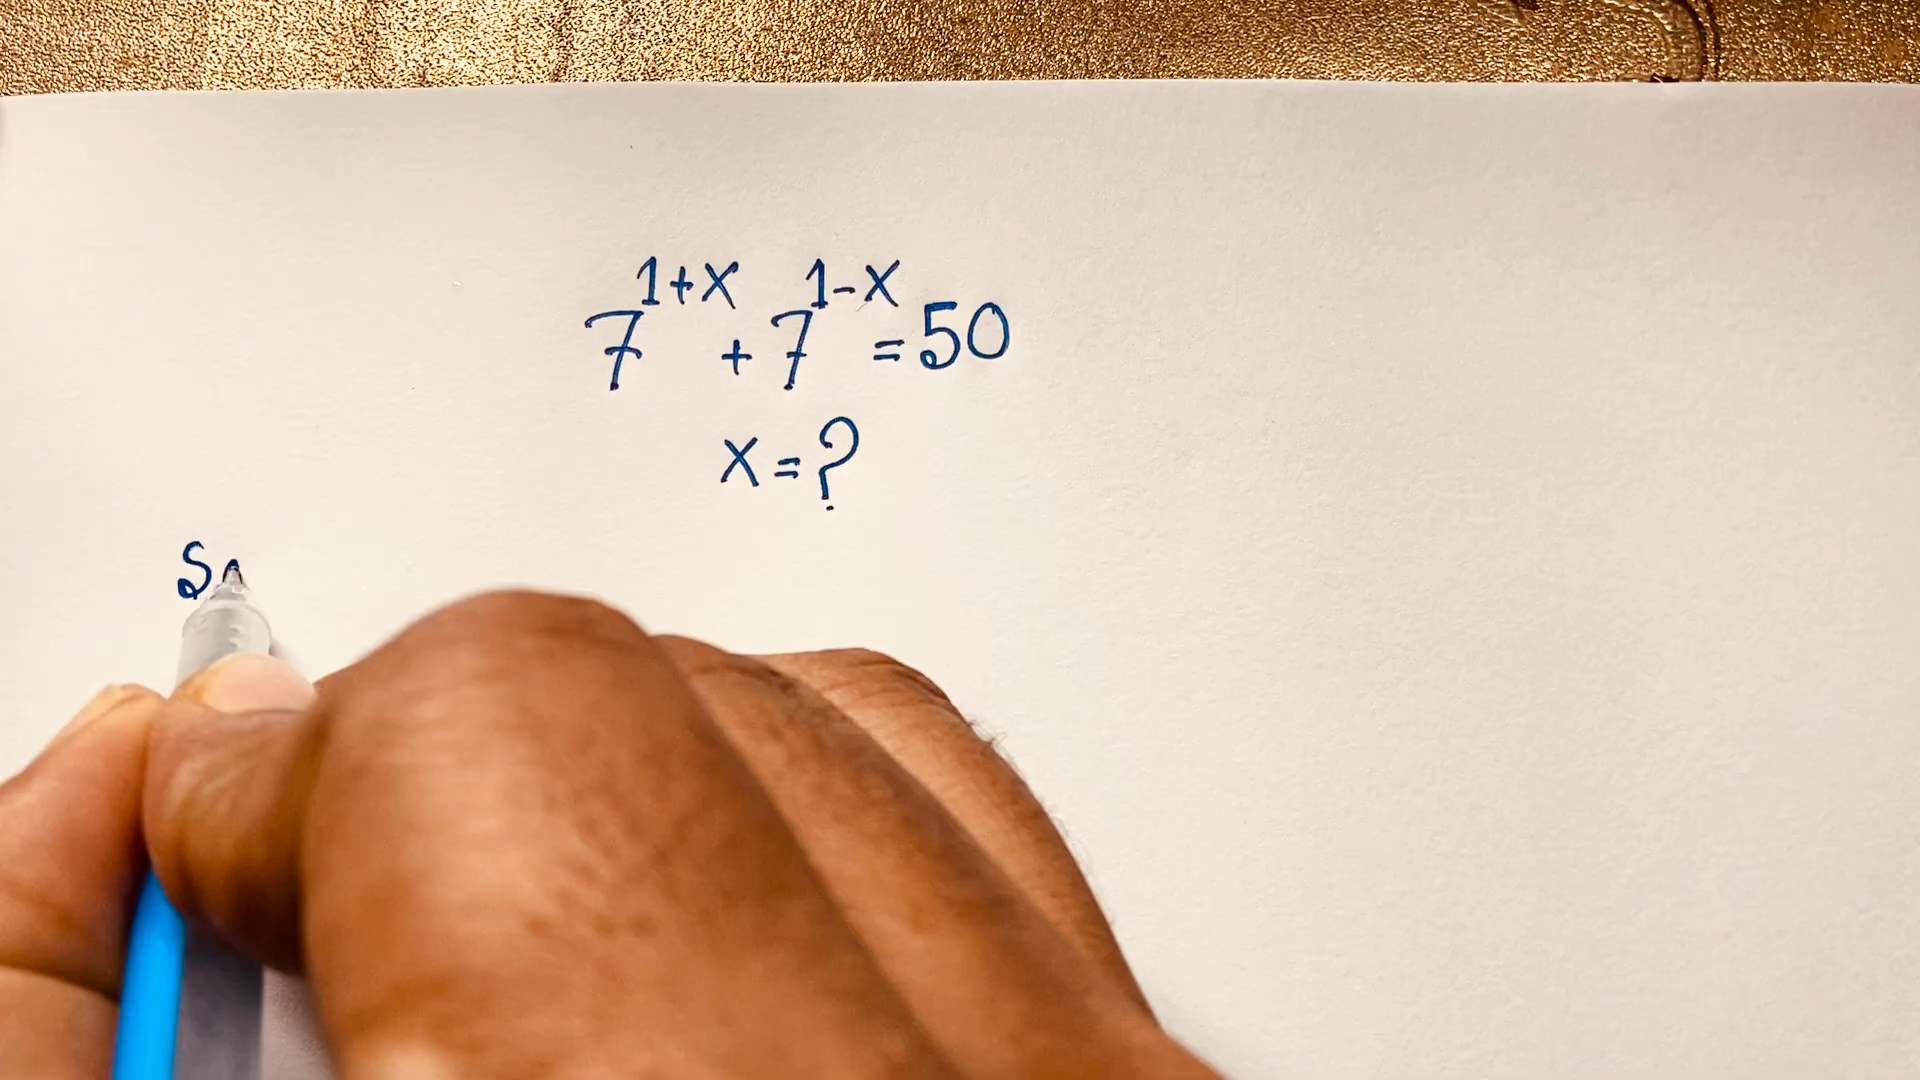 7^{1+x} + 7^{1-x} = 50
x = ?
S